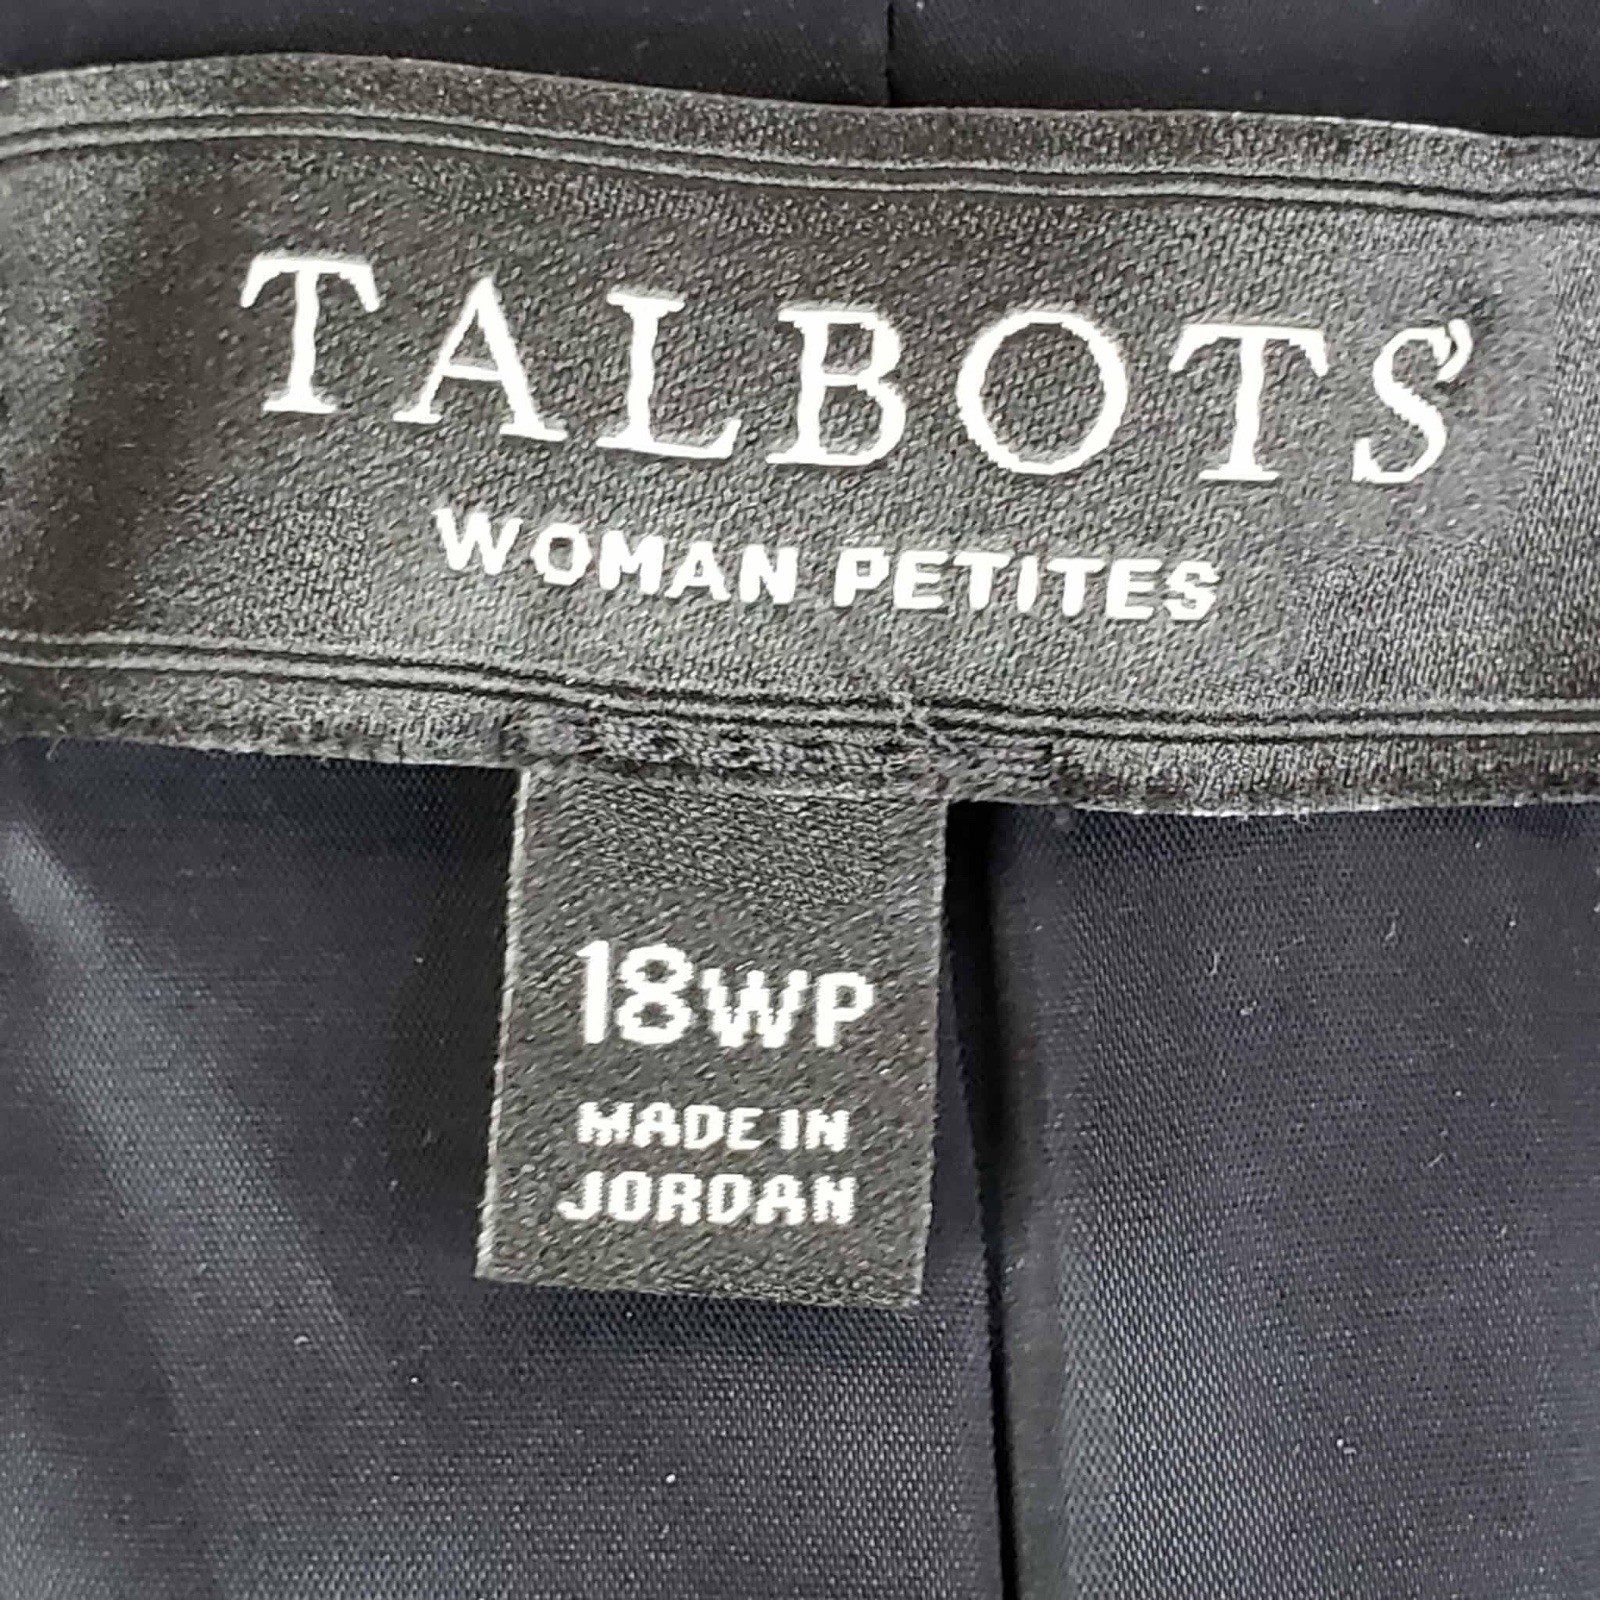 TALBOTS'
WOMAN PETITES
18WP
MADE IN
JORDAN